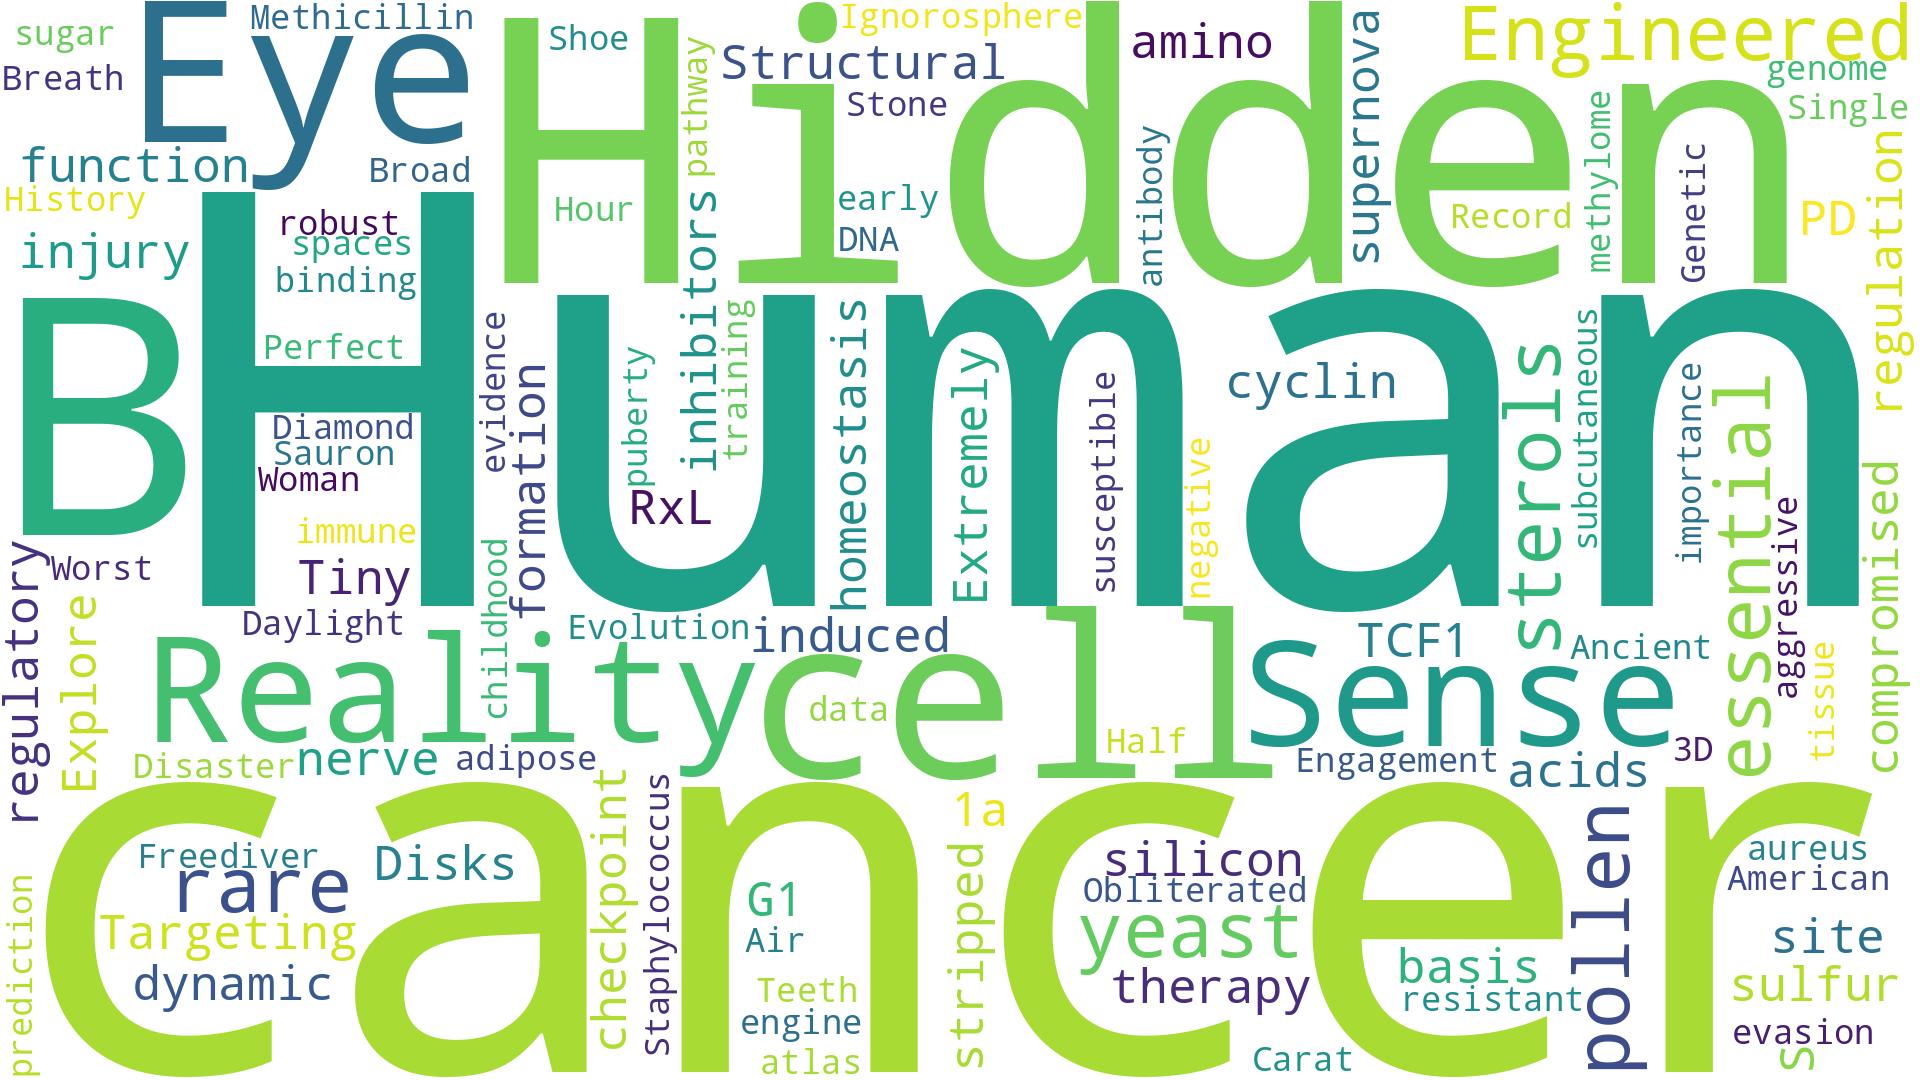 sugar
Methicillin
Breath
Eye
Shoe
Hidden
pathway
Ignorosphere
Structural
Stone
amino
supernova
Engineered
genome
Single
function
Broad
History
Hour
early
DNA
antibody
Record
methylome
Genetic
PD
regulation
injury
robust
spaces
binding
Perfect
B
Human
evidence
formation
puberty
inhibitors
training
homeostasis
Extremely
susceptible
negative
cyclin
sterols
subcutaneous
importance
essential
aggressive
compromised
Diamond
Sauron
Woman
immune
Tiny
RxL
Worst
regulatory
Explore
Daylight
childhood
Evolution
induced
TCF1
Ancient
tissue
Reality
cell
data
Half
Sense
Disaster
nerve
adipose
Engagement
acids
3D
cancer
checkpoint
Staphylococcus
stripped
1a
pollen
Freediver
rare
Disks
Targeting
dynamic
prediction
G1
Air
Teeth
engine
atlas
silicon
Obliterated
yeast
therapy
basis
resistant
Carat
aureus
American
site
sulfur
evasion
s